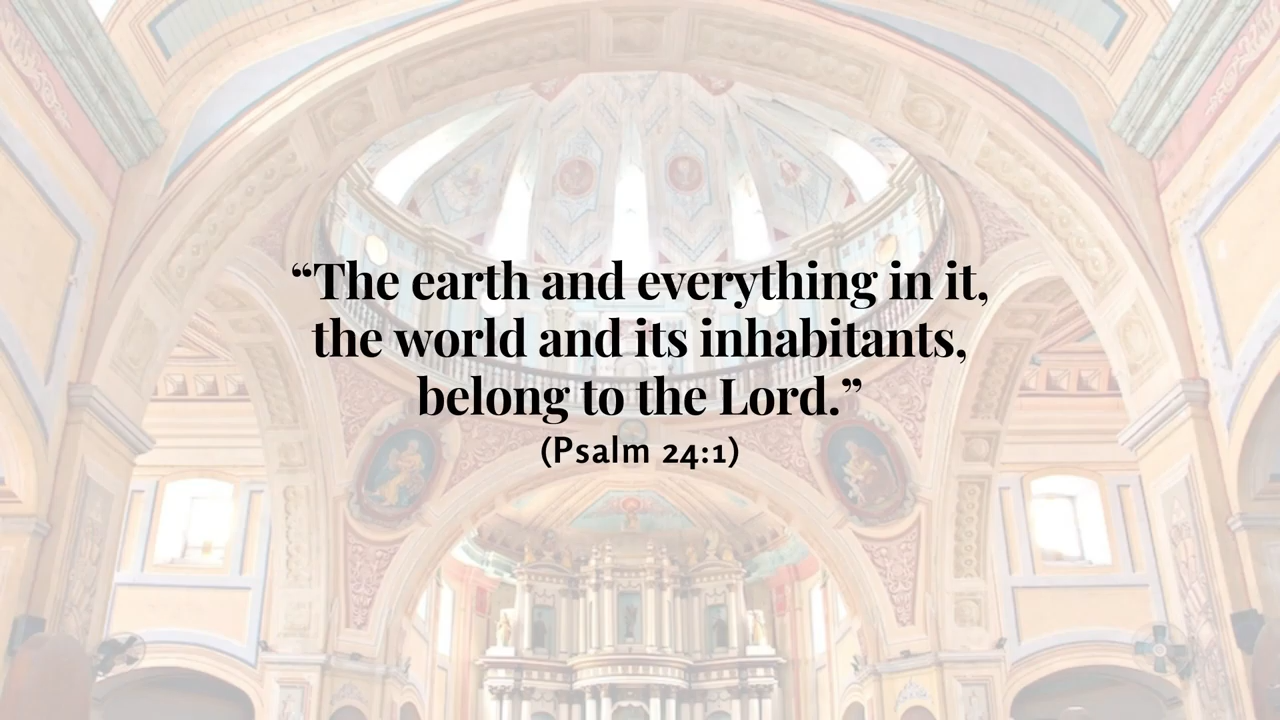 “The earth and everything in it,
the world and its inhabitants,
belong to the Lord.”
(Psalm 24:1)